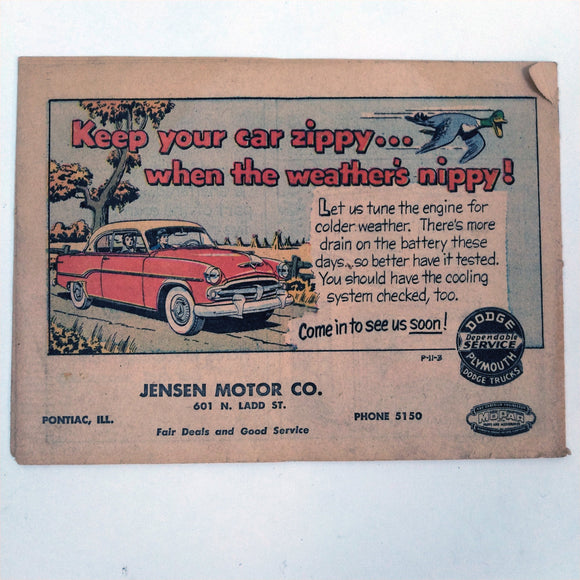 Keep your car zippy...
when the weather's nippy!
Let us tune the engine for
colder weather. There's more
drain on the battery these
days...so better have it tested.
You should have the cooling
system checked, too.
Come in to see us soon!
P-11-3
DODGE
Dependable
SERVICE
PLYMOUTH
DODGE TRUCKS
JENSEN MOTOR CO.
601 N. LADD ST.
PONTIAC, ILL.
PHONE 5150
Fair Deals and Good Service
MOPAR
PARTS AND ACCESSORIES